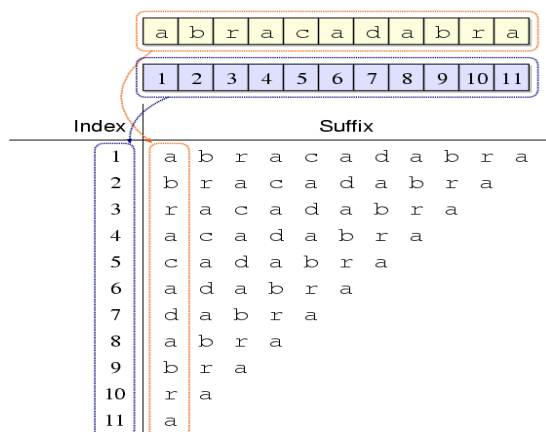 a b r a c a d a b r a
1 2 3 4 5 6 7 8 9 10 11
Index Suffix
1 a b r a c a d a b r a
2 b r a c a d a b r a
3 r a c a d a b r a
4 a c a d a b r a
5 c a d a b r a
6 a d a b r a
7 d a b r a
8 a b r a
9 b r a
10 r a
11 a